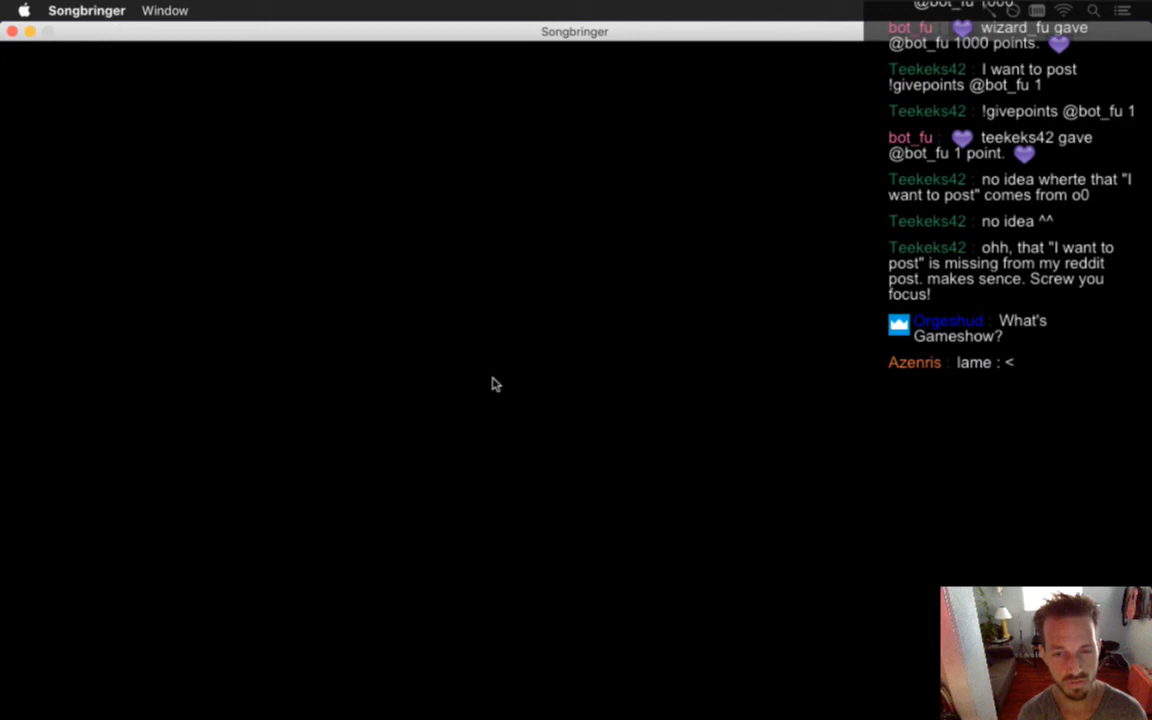 Songbringer Window
Songbringer
@bot_fu 1000
bot_fu : 💜 wizard_fu gave
@bot_fu 1000 points. 💜
Teekeks42 : I want to post
!givepoints @bot_fu 1
Teekeks42 : !givepoints @bot_fu 1
bot_fu : 💜 teekeks42 gave
@bot_fu 1 point. 💜
Teekeks42 : no idea wherte that "I
want to post" comes from o0
Teekeks42 : no idea ^^
Teekeks42 : ohh, that "I want to
post" is missing from my reddit
post. makes sence. Screw you
focus!
Orgeshud : What's
Gameshow?
Azenris : lame : <